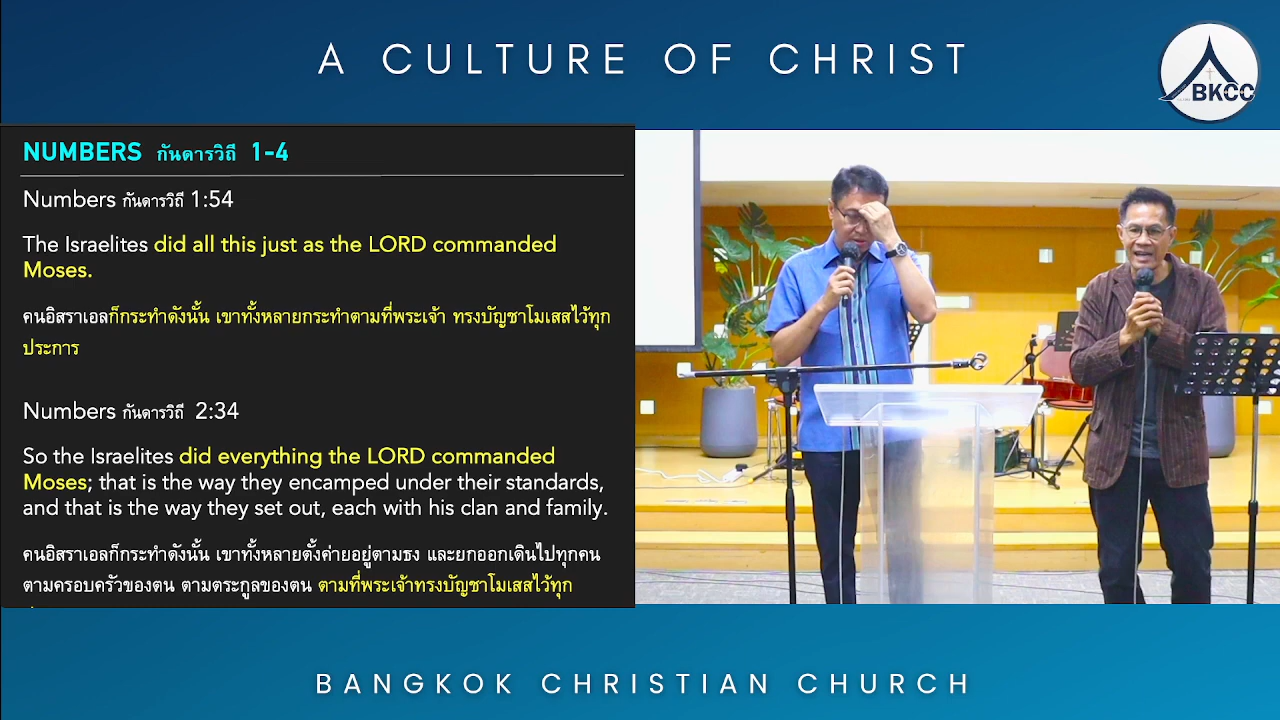 A CULTURE OF CHRIST
BKCC
NUMBERS กันดารวิถี 1-4
Numbers กันดารวิถี 1:54
The Israelites did all this just as the LORD commanded
Moses.
คนอิสราเอลก็กระทำดังนั้น เขาทั้งหลายกระทำตามที่พระเจ้า ทรงบัญชาโมเสสไว้ทุก
ประการ
Numbers กันดารวิถี 2:34
So the Israelites did everything the LORD commanded
Moses; that is the way they encamped under their standards,
and that is the way they set out, each with his clan and family.
คนอิสราเอลก็กระทำดังนั้น เขาทั้งหลายตั้งค่ายอยู่ตามธง และยกออกเดินไปทุกคน
ตามครอบครัวของตน ตามตระกูลของตน ตามที่พระเจ้าทรงบัญชาโมเสสไว้ทุก
BANGKOK CHRISTIAN CHURCH